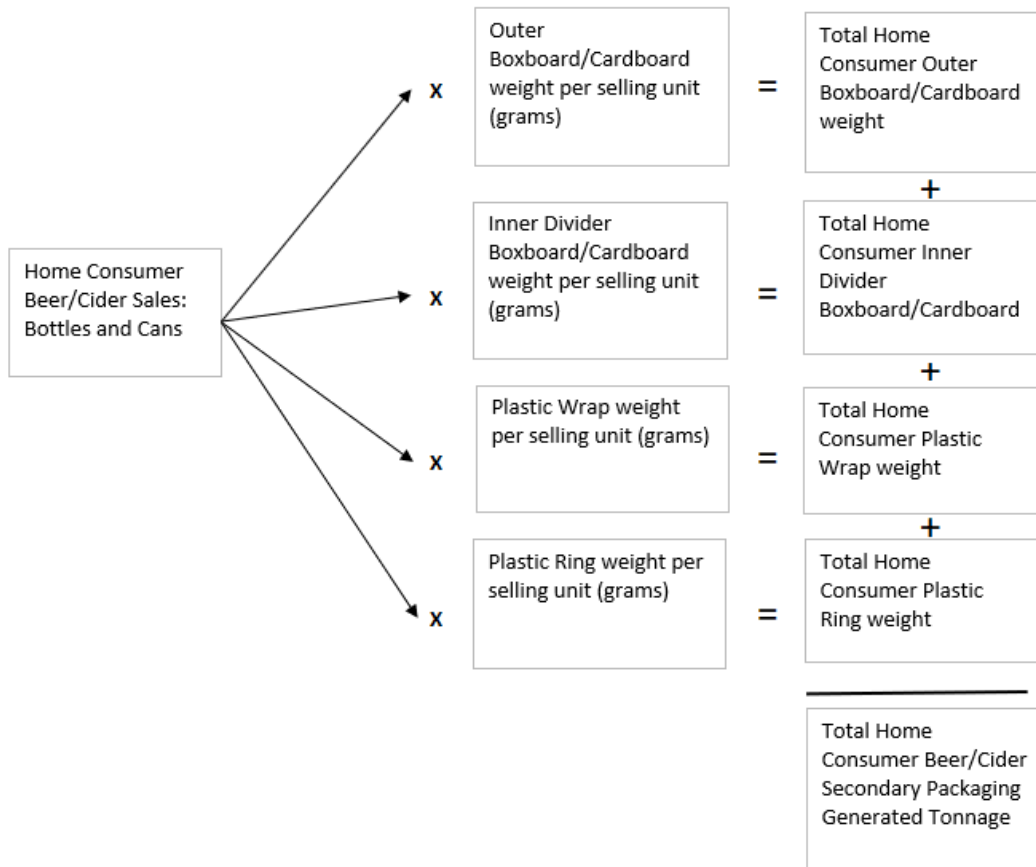 Home Consumer
Beer/Cider Sales:
Bottles and Cans
x
Outer
Boxboard/Cardboard
weight per selling unit
(grams)
=
Total Home
Consumer Outer
Boxboard/Cardboard
weight
+
x
Inner Divider
Boxboard/Cardboard
weight per selling unit
(grams)
=
Total Home
Consumer Inner
Divider
Boxboard/Cardboard
+
x
Plastic Wrap weight
per selling unit (grams)
=
Total Home
Consumer Plastic
Wrap weight
+
x
Plastic Ring weight per
selling unit (grams)
=
Total Home
Consumer Plastic
Ring weight
Total Home
Consumer Beer/Cider
Secondary Packaging
Generated Tonnage